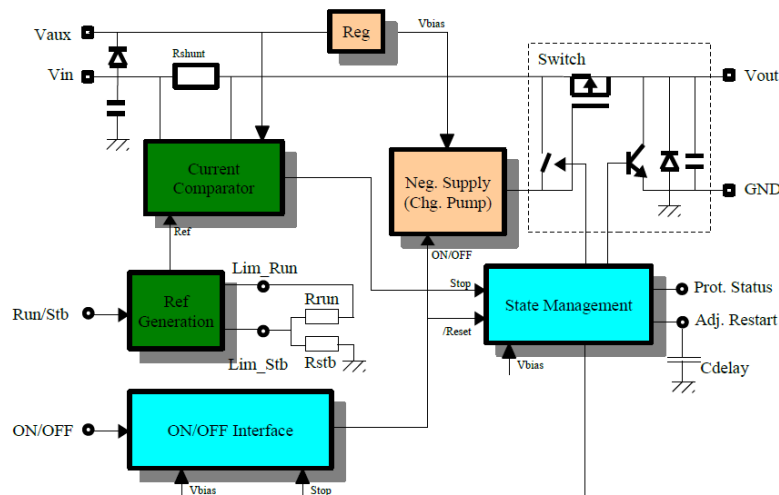 Vaux
Reg
Vbias
Rshunt
Vin
Switch
Vout
Current
Comparator
Neg. Supply
(Chg. Pump)
GND
Ref
ON/OFF
Lim_Run
Stop
State Management
Prot. Status
Run/Stb
Ref
Generation
Rrun
Adj. Restart
/Reset
Lim_Stb
Rstb
Vbias
Cdelay
ON/OFF
ON/OFF Interface
Vbias
Stop